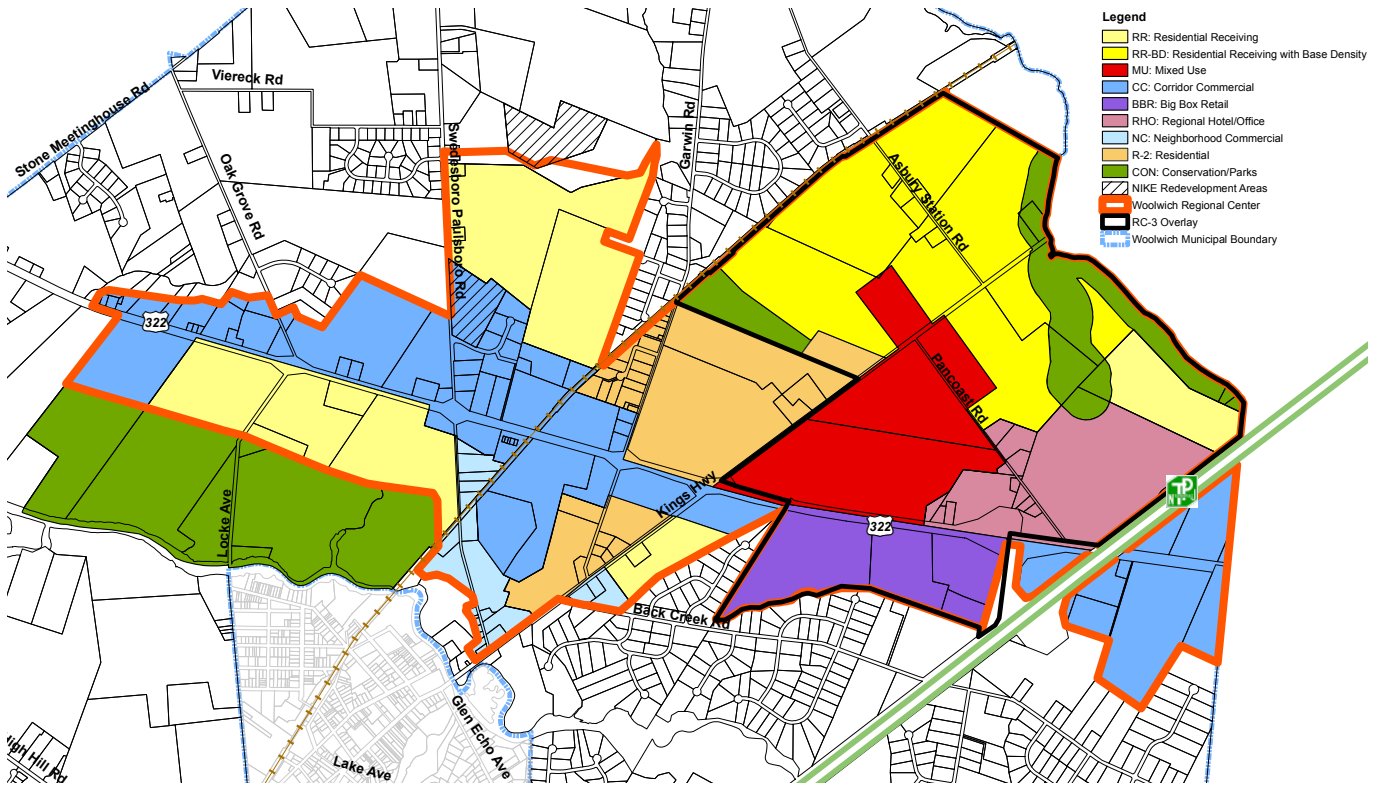 Legend
RR: Residential Receiving
RR-BD: Residential Receiving with Base Density
MU: Mixed Use
CC: Corridor Commercial
BBR: Big Box Retail
RHO: Regional Hotel/Office
NC: Neighborhood Commercial
R-2: Residential
CON: Conservation/Parks
NIKE Redevelopment Areas
Woolwich Regional Center
RC-3 Overlay
Woolwich Municipal Boundary
Stone Meetinghouse Rd
Viereck Rd
Oak Grove Rd
Swedesboro Paulsboro Rd
Garwin Rd
Asbury Station Rd
322
Pancoast Rd
Kings Hwy
322
Locke Ave
Back Creek Rd
Glen Echo Ave
Lake Ave
High Hill Rd